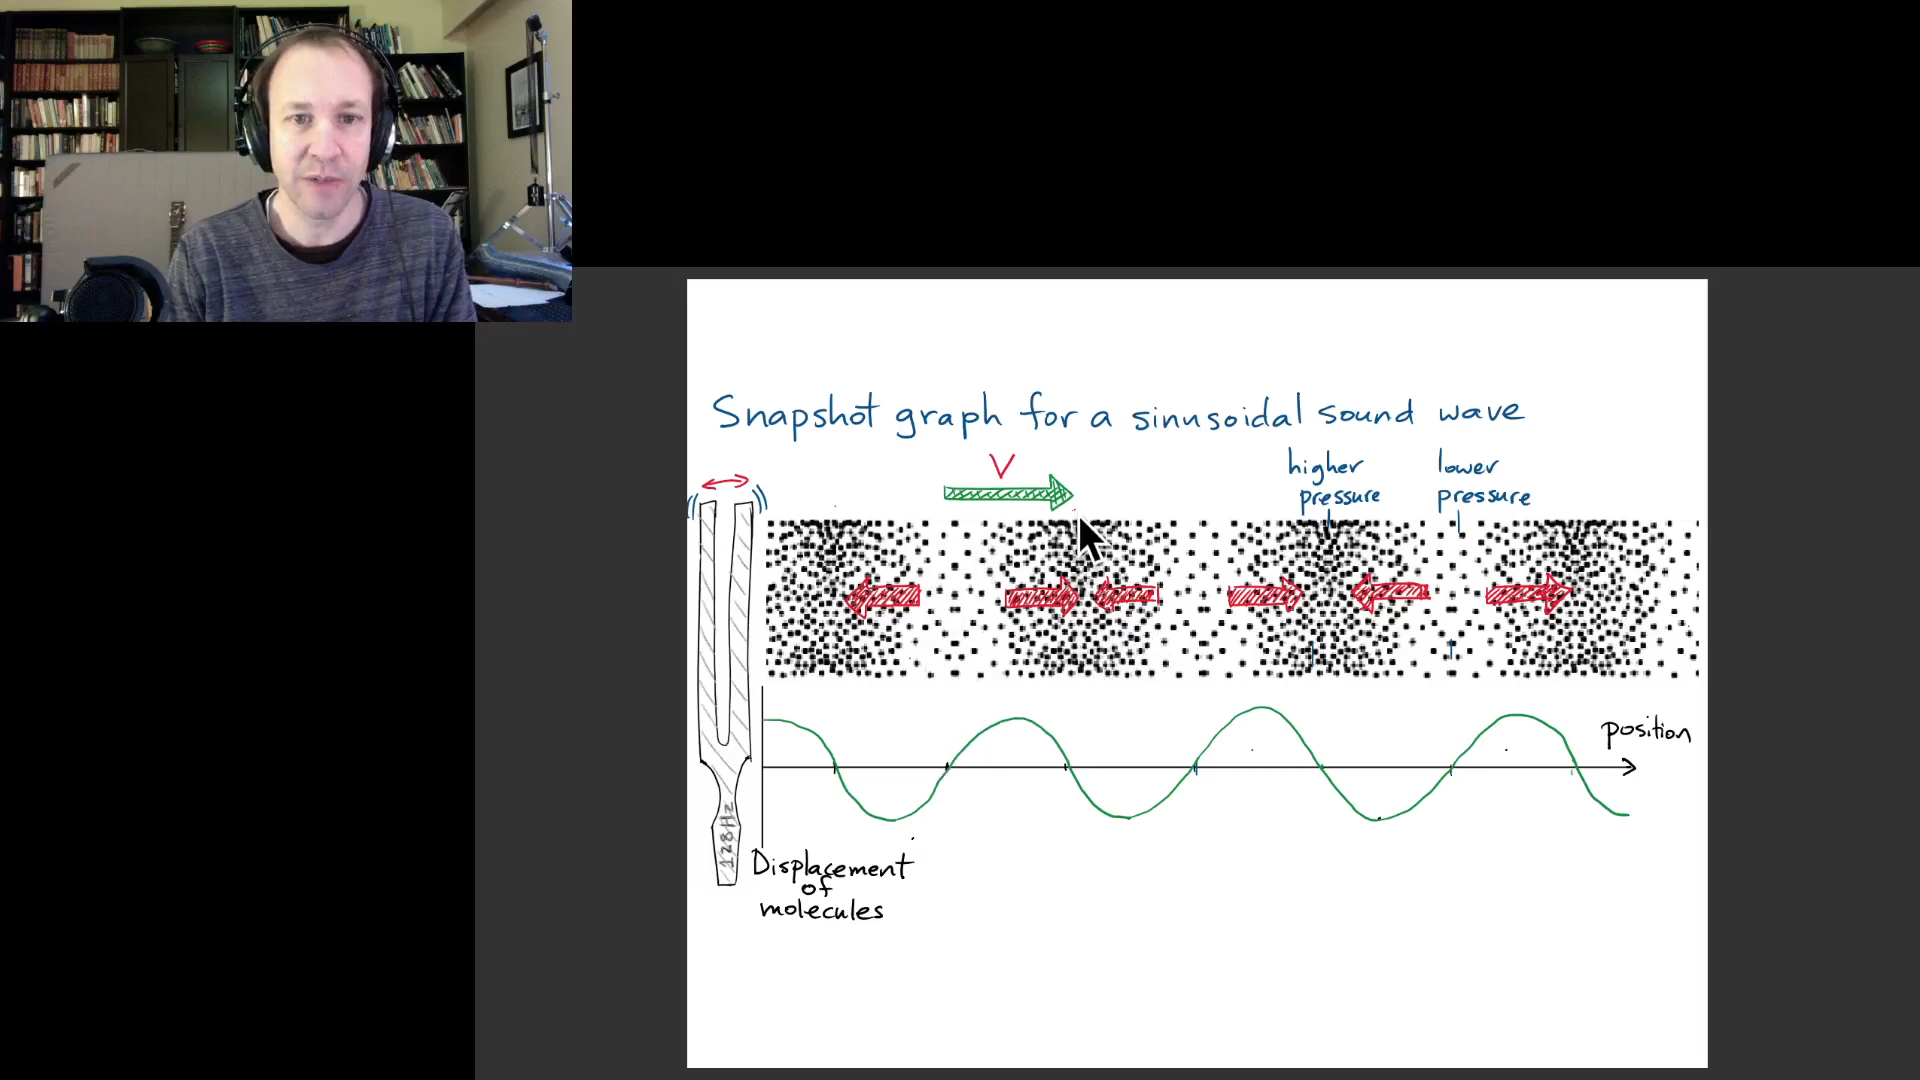 Snapshot graph for a sinusoidal sound wave
V
higher
pressure
lower
pressure
position
128Hz
Displacement
of
molecules